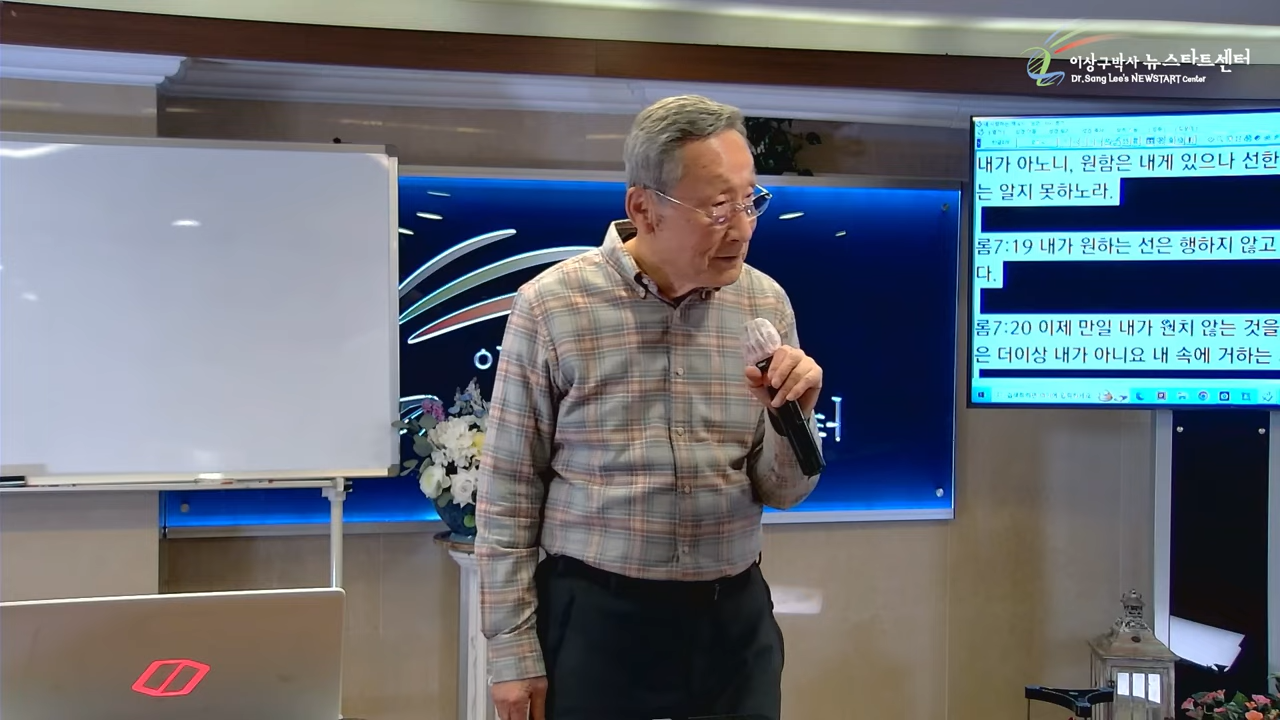 이상구박사 뉴스타트센터
Dr. Sang Lee's NEWSTART Center
내가 아노니, 원함은 내게 있으나 선한
는 알지 못하노라.
롬7:19 내가 원하는 선은 행하지 않고
다.
롬7:20 이제 만일 내가 원치 않는 것을
은 더이상 내가 아니요 내 속에 거하는